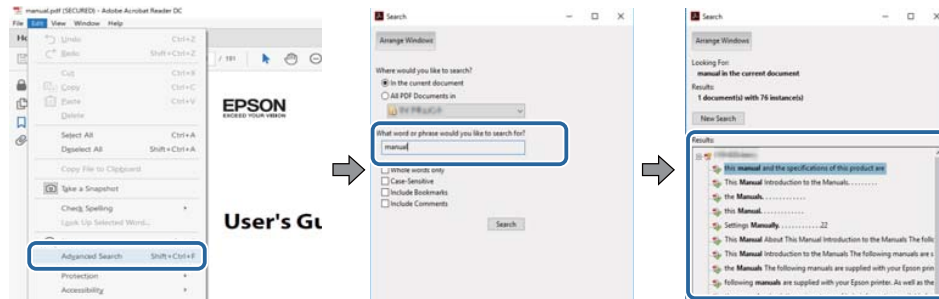 manual.pdf (SECURED) - Adobe Acrobat Reader DC
File Edit View Window Help
Undo Ctrl+Z
Redo Shift+Ctrl+Z
Cut Ctrl+X
Copy Ctrl+C
Paste Ctrl+V
Delete
Select All Ctrl+A
Deselect All Shift+Ctrl+A
Copy File to Clipboard
Take a Snapshot
Check Spelling
Look Up Selected Word...
Advanced Search Shift+Ctrl+F
Protection
Accessibility
/ 191
EPSON
EXCEED YOUR VISION
User's Gu
Search
Arrange Windows
Where would you like to search?
In the current document
All PDF Documents in
What word or phrase would you like to search for?
manual
Whole words only
Case-Sensitive
Include Bookmarks
Include Comments
Search
Search
Arrange Windows
Looking For:
manual in the current document
Results:
1 document(s) with 76 instance(s)
New Search
Results:
this manual and the specifications of this product are
This Manual Introduction to the Manuals.........
the Manuals.............
this Manual.............
Settings Manually............22
This Manual About This Manual Introduction to the Manuals The follo
This Manual Introduction to the Manuals The following manuals are s
the Manuals The following manuals are supplied with your Epson prin
following manuals are supplied with your Epson printer. As well as the